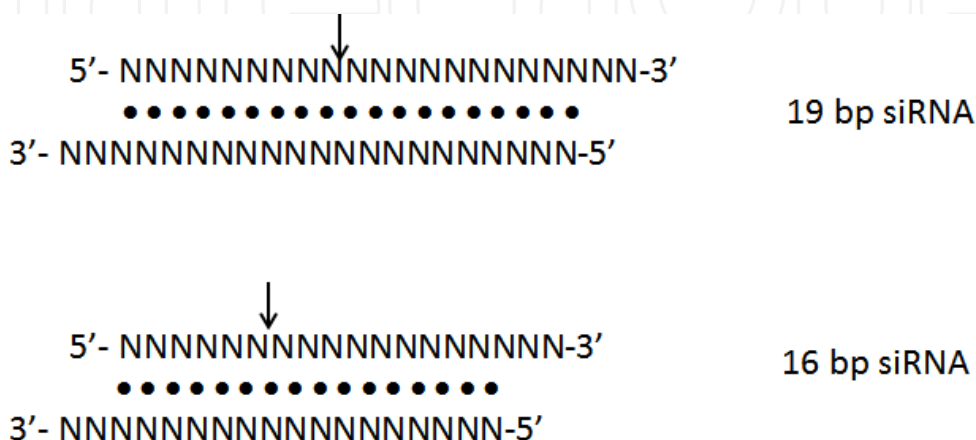 5’- NNNNNNNNNNNNNNNNNNNNN-3’
19 bp siRNA
3’- NNNNNNNNNNNNNNNNNNNNN-5’
5’- NNNNNNNNNNNNNNNNNN-3’
16 bp siRNA
3’- NNNNNNNNNNNNNNNNNN-5’